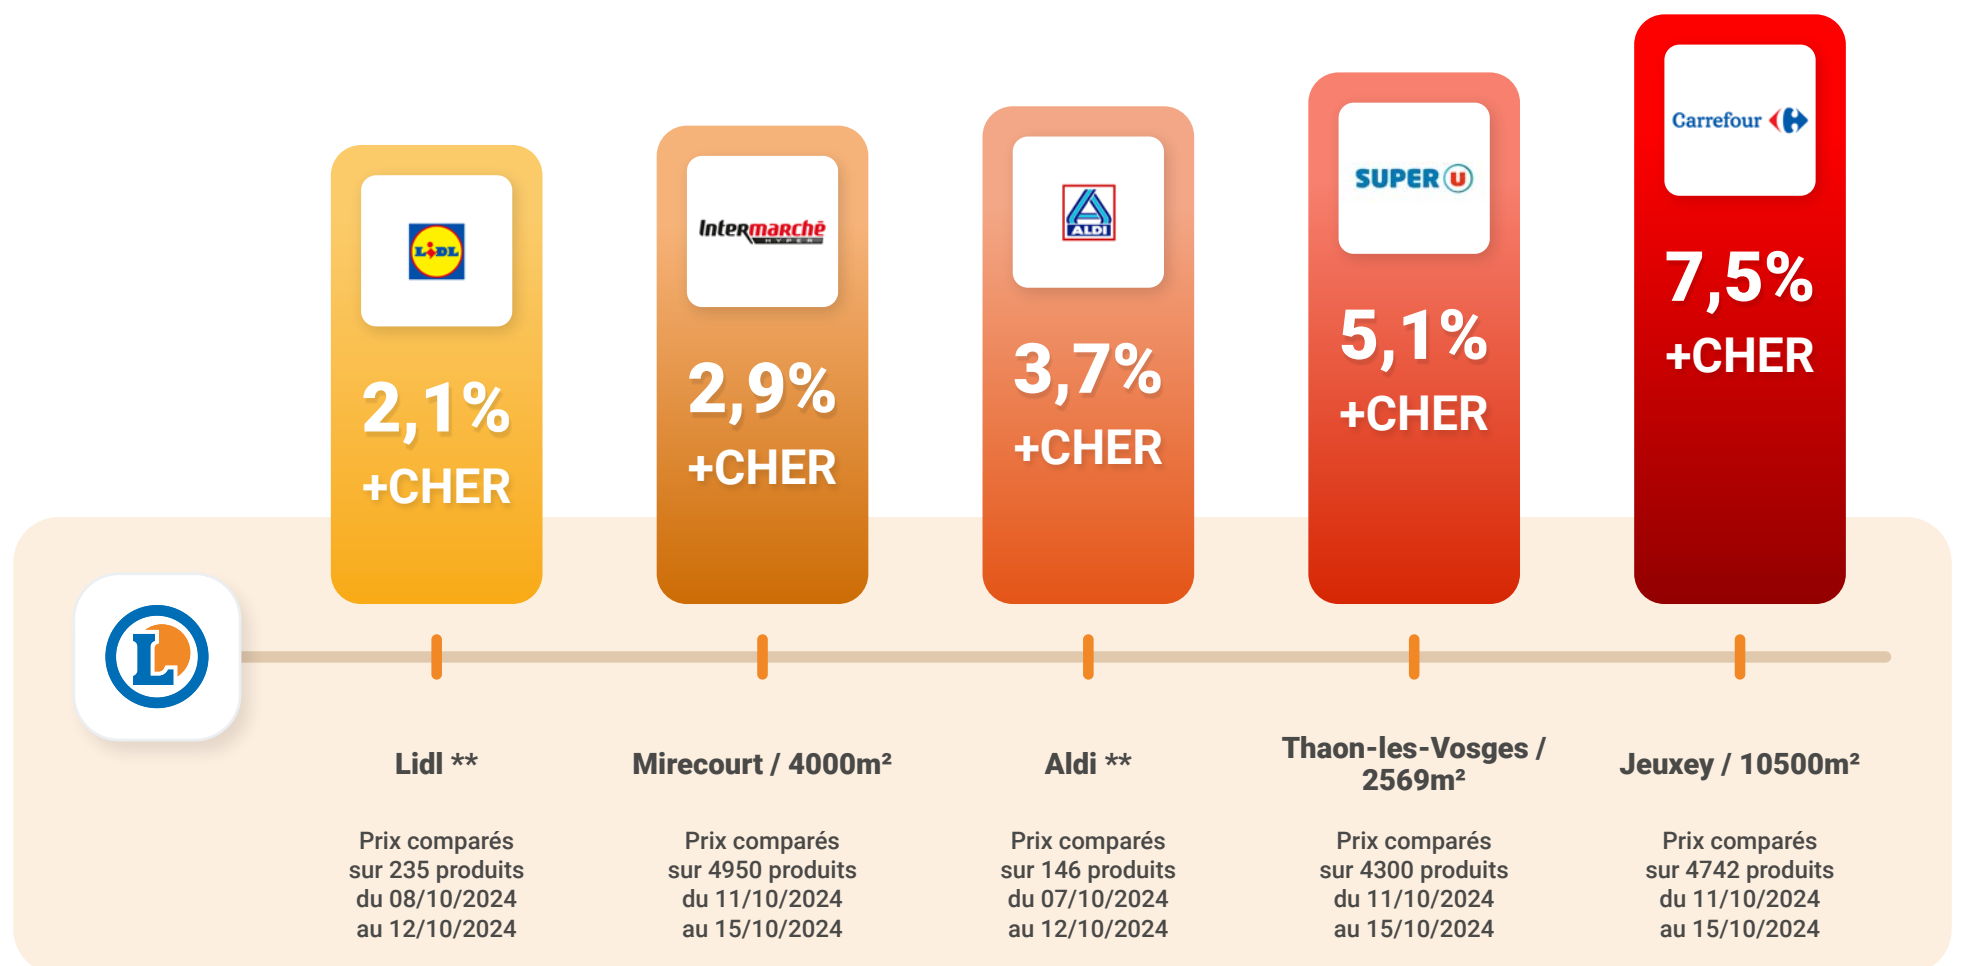 LIDL
2,1%
+CHER
Intermarchē
HYPER
2,9%
+CHER
ALDI
3,7%
+CHER
SUPER U
5,1%
+CHER
Carrefour
7,5%
+CHER
L
Lidl **
Prix comparés
sur 235 produits
du 08/10/2024
au 12/10/2024
Mirecourt / 4000m²
Prix comparés
sur 4950 produits
du 11/10/2024
au 15/10/2024
Aldi **
Prix comparés
sur 146 produits
du 07/10/2024
au 12/10/2024
Thaon-les-Vosges /
2569m²
Prix comparés
sur 4300 produits
du 11/10/2024
au 15/10/2024
Jeuxey / 10500m²
Prix comparés
sur 4742 produits
du 11/10/2024
au 15/10/2024